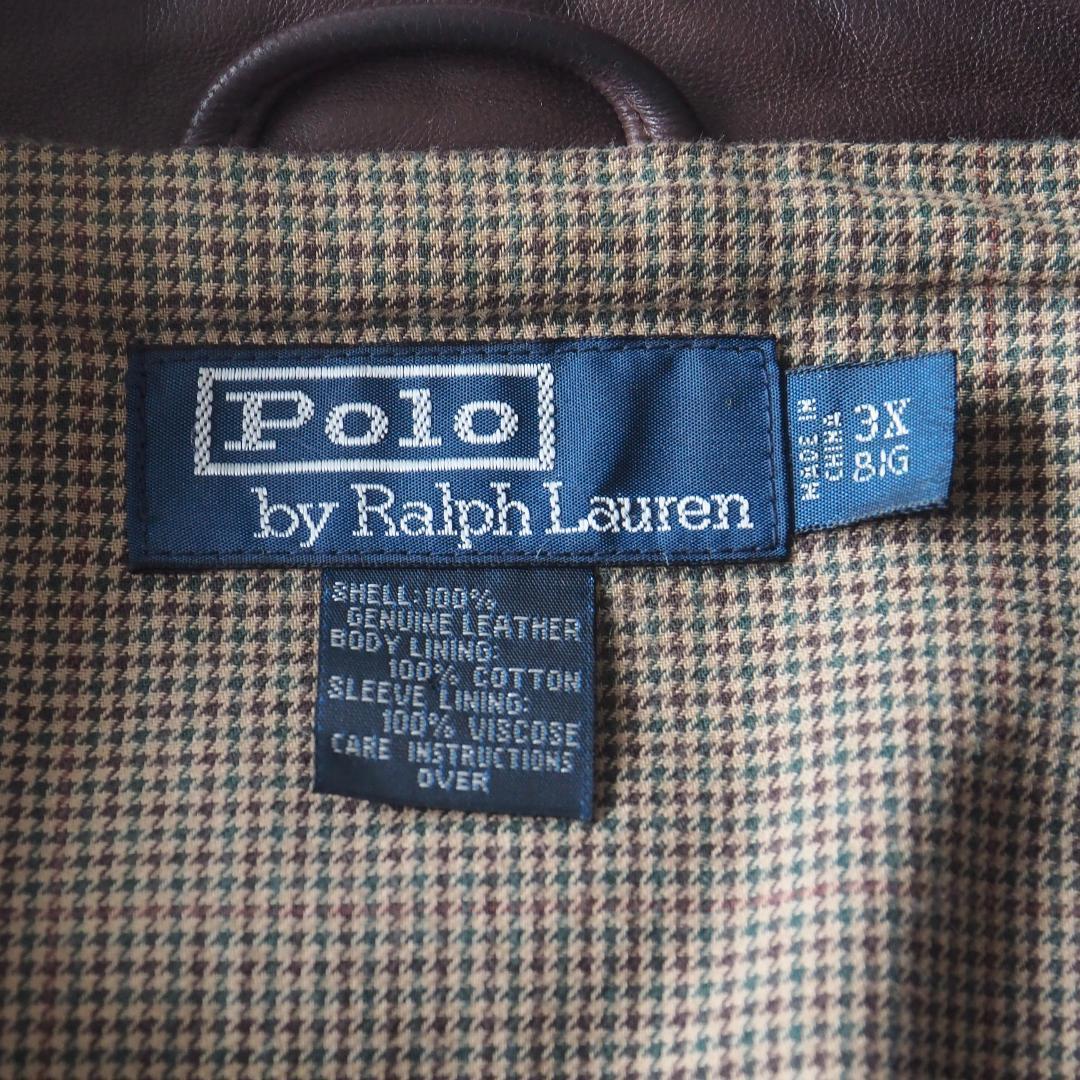 Polo
by Ralph Lauren
MADE IN
CHINA
3X
BIG
SHELL: 100%
GENUINE LEATHER
BODY LINING:
100% COTTON
SLEEVE LINING:
100% VISCOSE
CARE INSTRUCTIONS
OVER